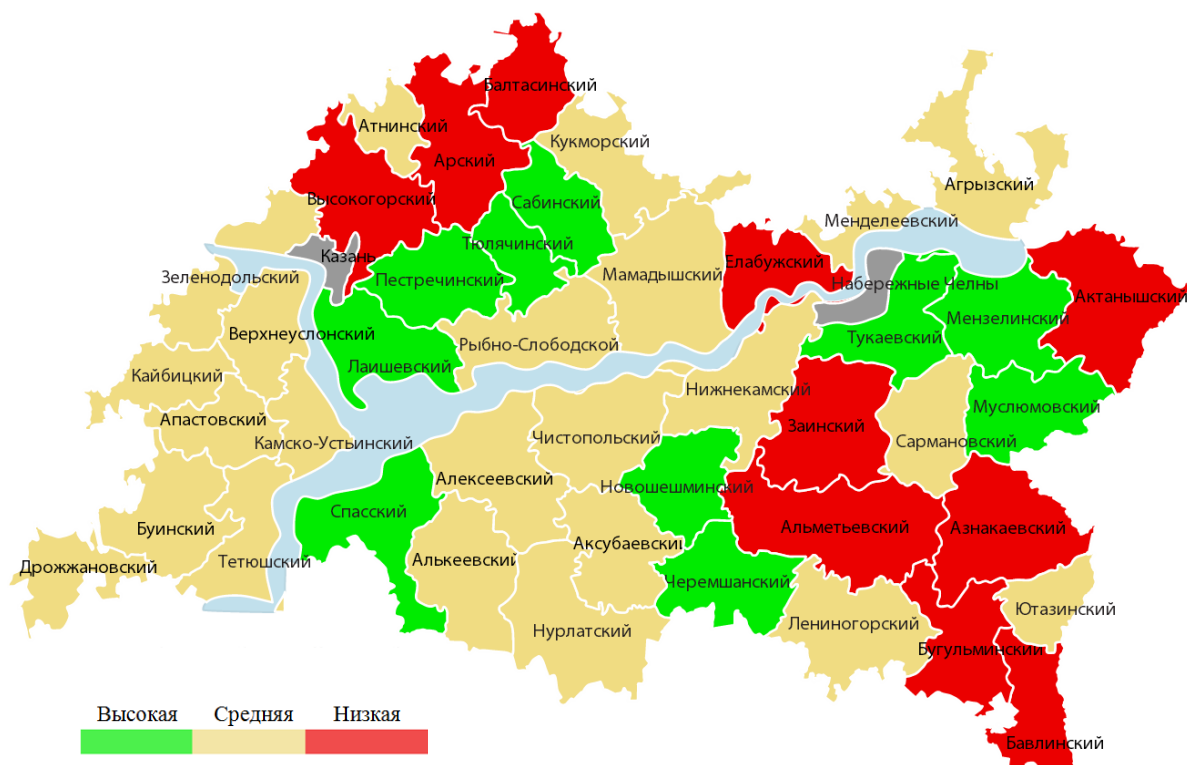 Балтасинский
Атнинский
Кукморский
Арский
Агрызский
Высокогорский
Сабинский
Менделеевский
Тюлячинский
Казань
Елабужский
Мамадышский
Зеленодольский
Пестречинский
Набережные Челны
Актанышский
Мензелинский
Верхнеуслонский
Тукаевский
Рыбно-Слободской
Лаишевский
Кайбицкий
Нижнекамский
Муслюмовский
Апастовский
Заинский
Камско-Устьинский
Чистопольский
Сармановский
Алексеевский
Новошешминский
Спасский
Буинский
Альметьевский
Азнакаевский
Аксубаевский
Тетюшский
Алькеевский
Дрожжановский
Черемшанский
Ютазинский
Лениногорский
Нурлатский
Бугульминский
Высокая Средняя Низкая
Бавлинский